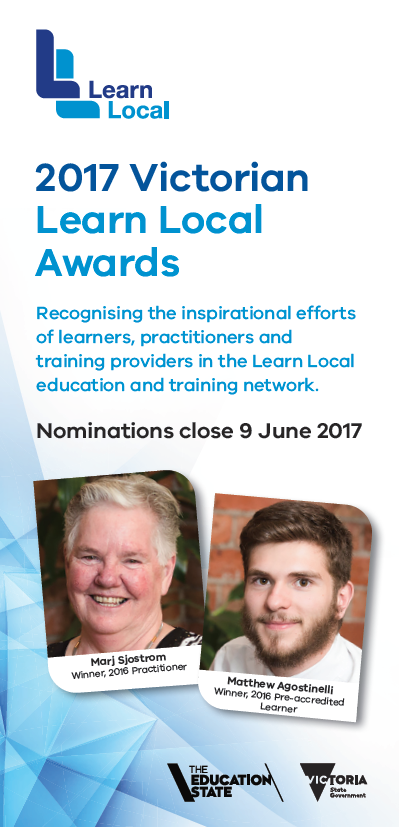 Learn
Local
2017 Victorian
Learn Local
Awards
Recognising the inspirational efforts
of learners, practitioners and
training providers in the Learn Local
education and training network.
Nominations close 9 June 2017
Marj Sjostrom
Winner, 2016 Practitioner
Matthew Agostinelli
Winner, 2016 Pre-accredited
Learner
THE
EDUCATION
STATE
VICTORIA
State
Government